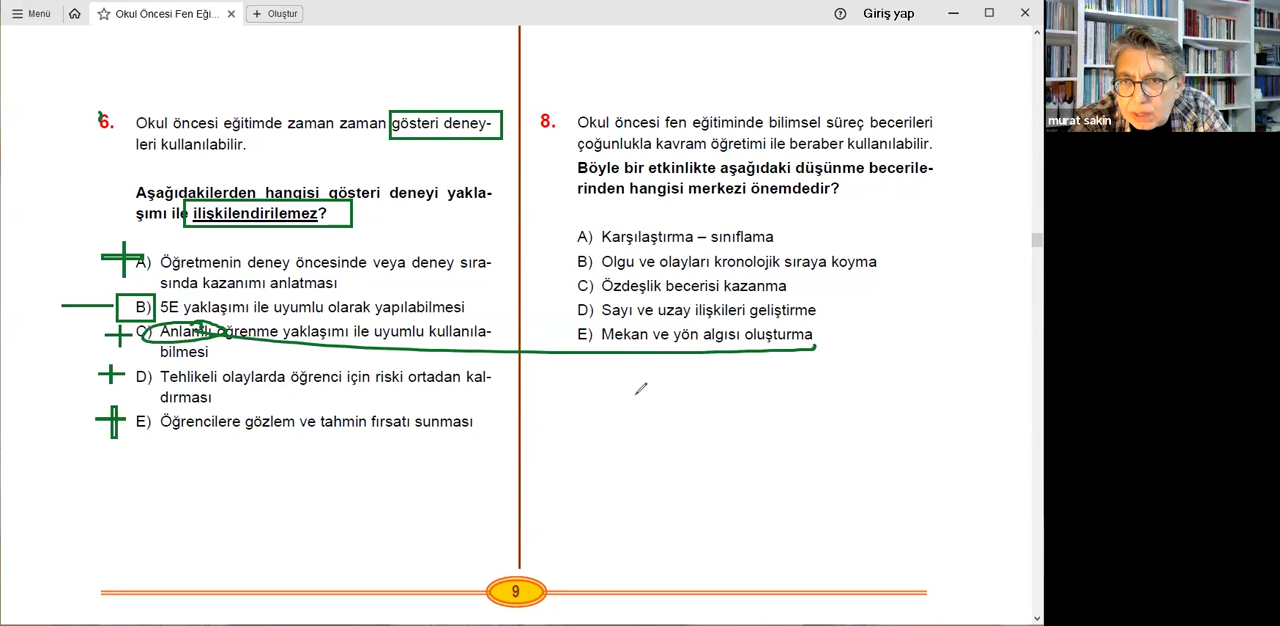 Menü
Okul Öncesi Fen Eği...
Oluştur
Giriş yap
murat sakin
6.
Okul öncesi eğitimde zaman zaman gösteri deney-
leri kullanılabilir.
Aşağıdakilerden hangisi gösteri deneyi yakla-
şımı ile ilişkilendirilemez?
A) Öğretmenin deney öncesinde veya deney sıra-
sında kazanımı anlatması
B) 5E yaklaşımı ile uyumlu olarak yapılabilmesi
C) Anlamlı öğrenme yaklaşımı ile uyumlu kullanıla-
bilmesi
D) Tehlikeli olaylarda öğrenci için riski ortadan kal-
dırması
E) Öğrencilere gözlem ve tahmin fırsatı sunması
8.
Okul öncesi fen eğitiminde bilimsel süreç becerileri
çoğunlukla kavram öğretimi ile beraber kullanılabilir.
Böyle bir etkinlikte aşağıdaki düşünme becerile-
rinden hangisi merkezi önemdedir?
A) Karşılaştırma – sınıflama
B) Olgu ve olayları kronolojik sıraya koyma
C) Özdeşlik becerisi kazanma
D) Sayı ve uzay ilişkileri geliştirme
E) Mekan ve yön algısı oluşturma
9